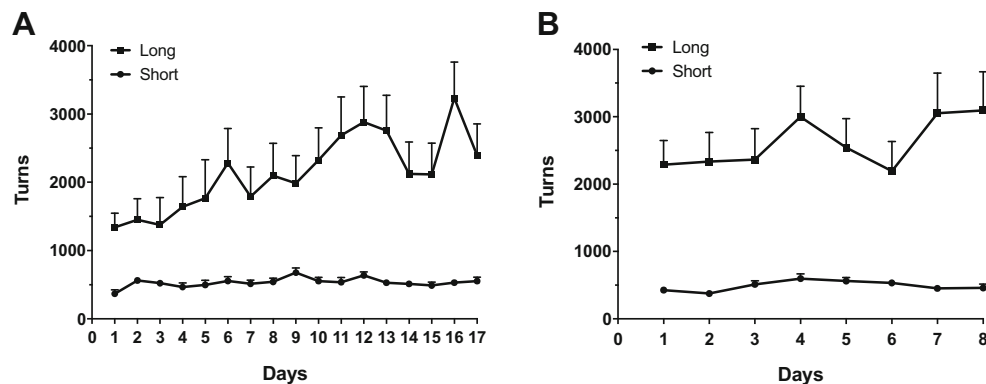 A
Long
Short
Turns
4000
3000
2000
1000
0
0 1 2 3 4 5 6 7 8 9 10 11 12 13 14 15 16 17
Days
B
Long
Short
Turns
4000
3000
2000
1000
0
0 1 2 3 4 5 6 7 8
Days